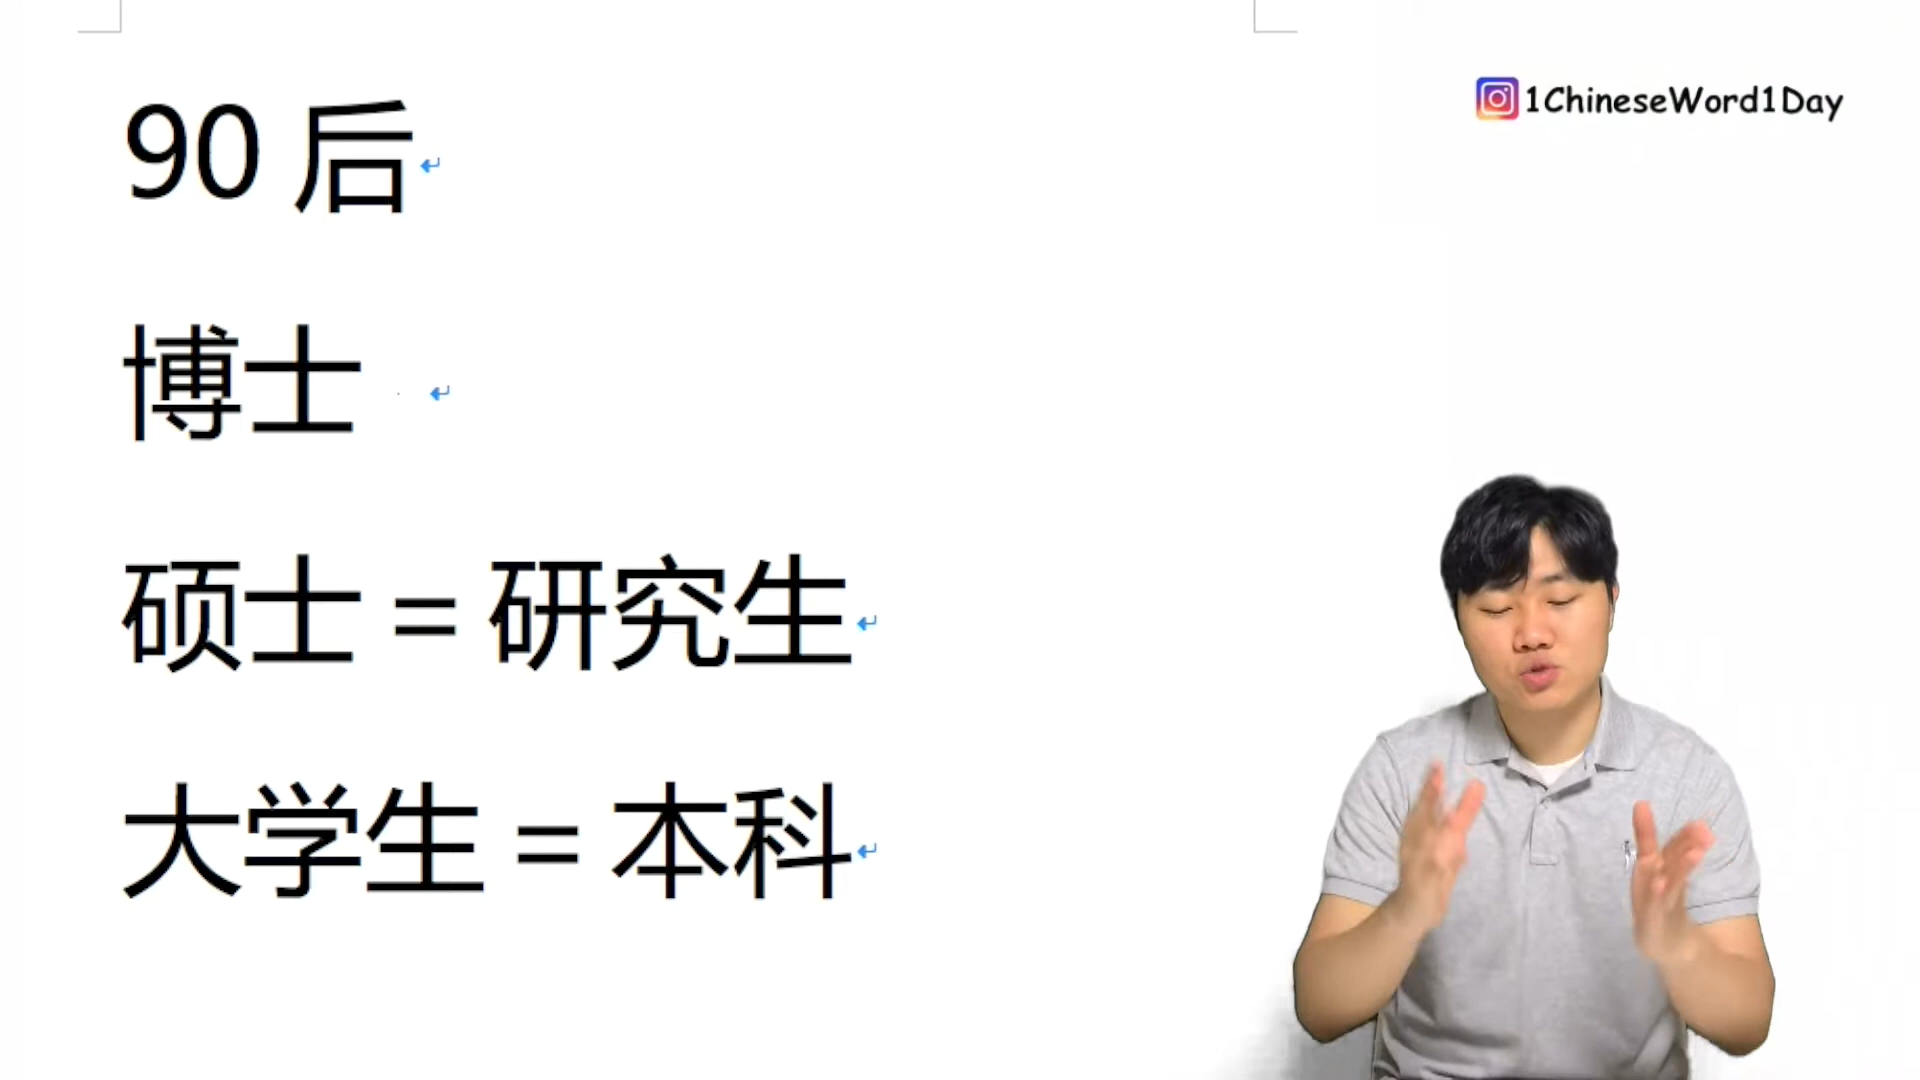 90 后
1ChineseWord1Day
博士
硕士 = 研究生
大学生 = 本科